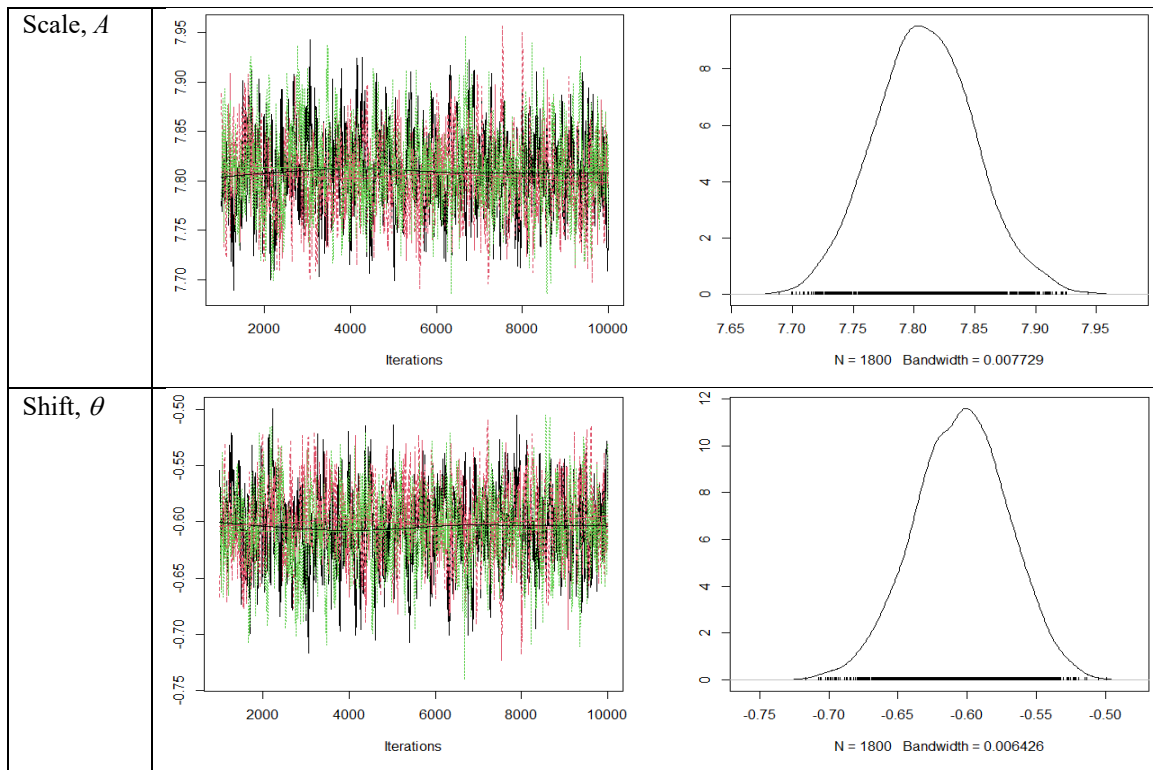 Scale, A
7.95
7.90
7.85
7.80
7.75
7.70
2000 4000 6000 8000 10000
Iterations
8
6
4
2
0
7.65 7.70 7.75 7.80 7.85 7.90 7.95
N = 1800 Bandwidth = 0.007729
Shift, θ
-0.50
-0.55
-0.60
-0.65
-0.70
-0.75
2000 4000 6000 8000 10000
Iterations
12
10
8
6
4
2
0
-0.75 -0.70 -0.65 -0.60 -0.55 -0.50
N = 1800 Bandwidth = 0.006426